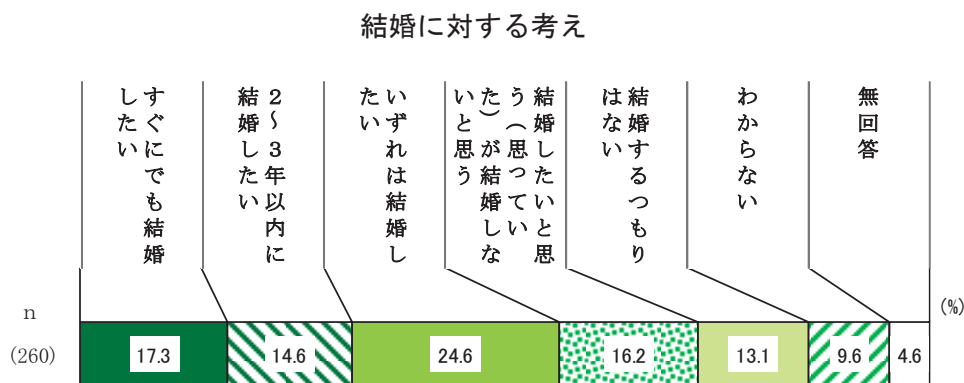 結婚に対する考え
すぐにでも結婚
したい
2～3年以内に
結婚したい
いずれは結婚し
たい
結婚したいと思
う（思ってい
た）が結婚しな
いと思う
結婚するつもり
はない
わからない
無回答
(%)
n
(260)
17.3
14.6
24.6
16.2
13.1
9.6
4.6